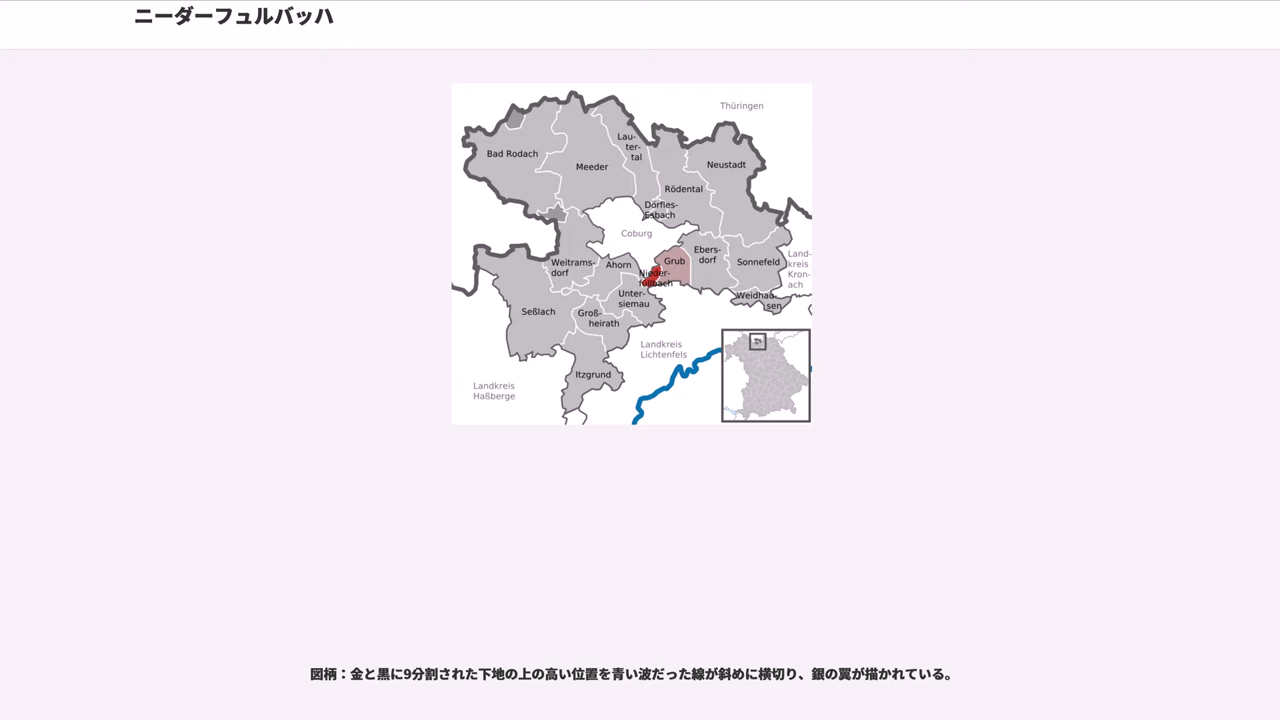 ニーダーフュルバッハ
Thüringen
Bad Rodach
Meeder
Lau-
ter-
tal
Neustadt
Rödental
Dörfles-
Esbach
Coburg
Ebers-
dorf
Grub
Weitrams-
dorf
Ahorn
Nieder-
füllbach
Sonnefeld
Land-
kreis
Kron-
ach
Unter-
siemau
Weidhau-
sen
Seßlach
Groß-
heirath
Landkreis
Lichtenfels
Itzgrund
Landkreis
Haßberge
図柄：金と黒に9分割された下地の上の高い位置を青い波だった線が斜めに横切り、銀の翼が描かれている。